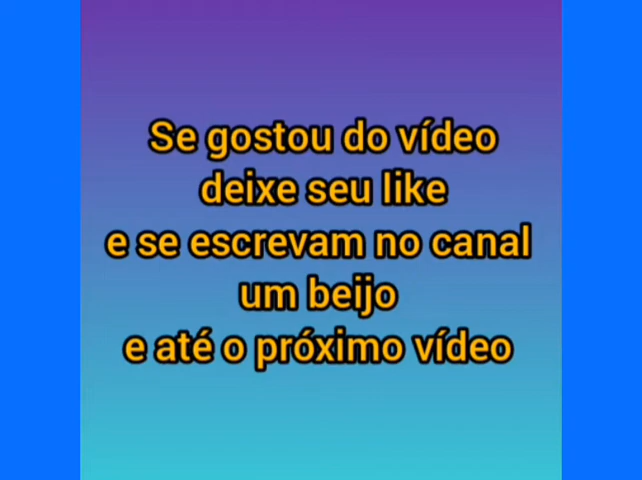 Se gostou do vídeo
deixe seu like
e se escrevam no canal
um beijo
e até o próximo vídeo